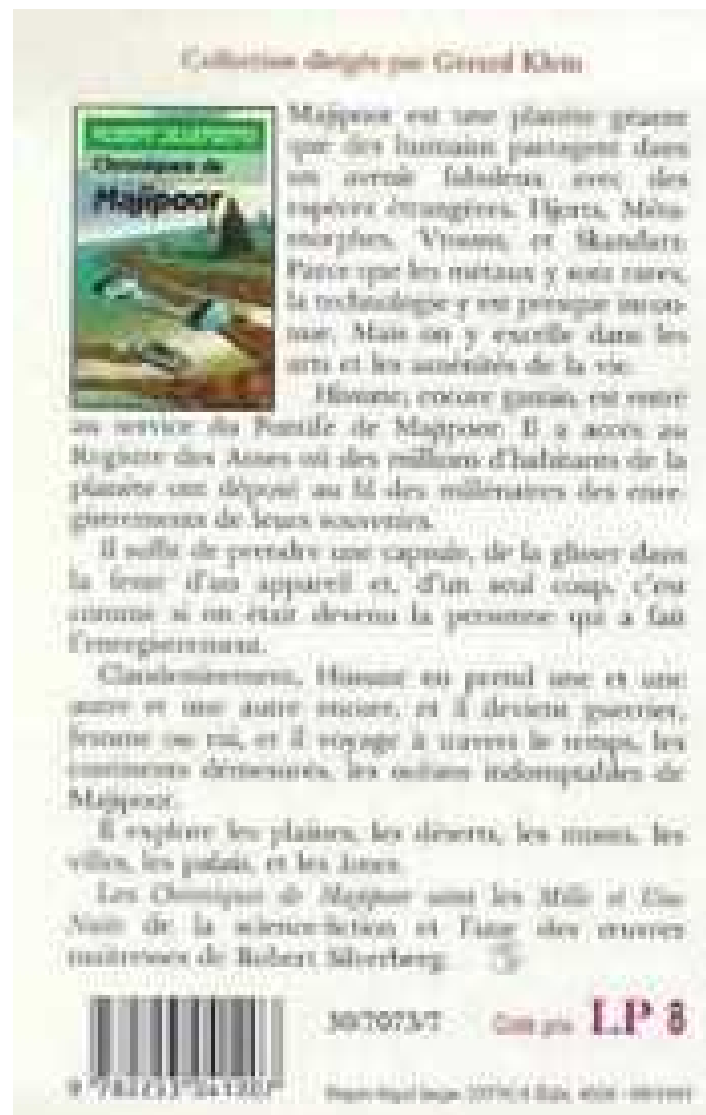 Collection dirigée par Gérard Klein
Chroniques de
Majipoor
Majipoor est une planète géante
que des humains partagent dans
un avenir fabuleux avec des
espèces étrangères, Hjorts, Méta-
morphes, Vroons, et Skandars.
Parce que les métaux y sont rares,
la technologie y est presque incon-
nue. Mais on y excelle dans les
arts et les aménités de la vie.
Hissune, encore gamin, est entré
au service du Pontife de Majipoor. Il a accès au
Registre des Ames où des millions d'habitants de la
planète ont déposé au fil des millénaires des enre-
gistrements de leurs souvenirs.
Il suffit de prendre une capsule, de la glisser dans
la fente d'un appareil et, d'un seul coup, c'est
comme si on était devenu la personne qui a fait
l'enregistrement.
Clandestinement, Hissune en prend une et une
autre et une autre encore, et il devient guerrier,
femme ou roi, et il voyage à travers le temps, les
continents démesurés, les océans indomptables de
Majipoor.
Il explore les plaines, les déserts, les monts, les
villes, les palais, et les âmes.
Les Chroniques de Majipoor sont les Mille et Une
Nuits de la science-fiction et l'une des œuvres
maîtresses de Robert Silverberg.
30/7073/7
Code prix LP 8